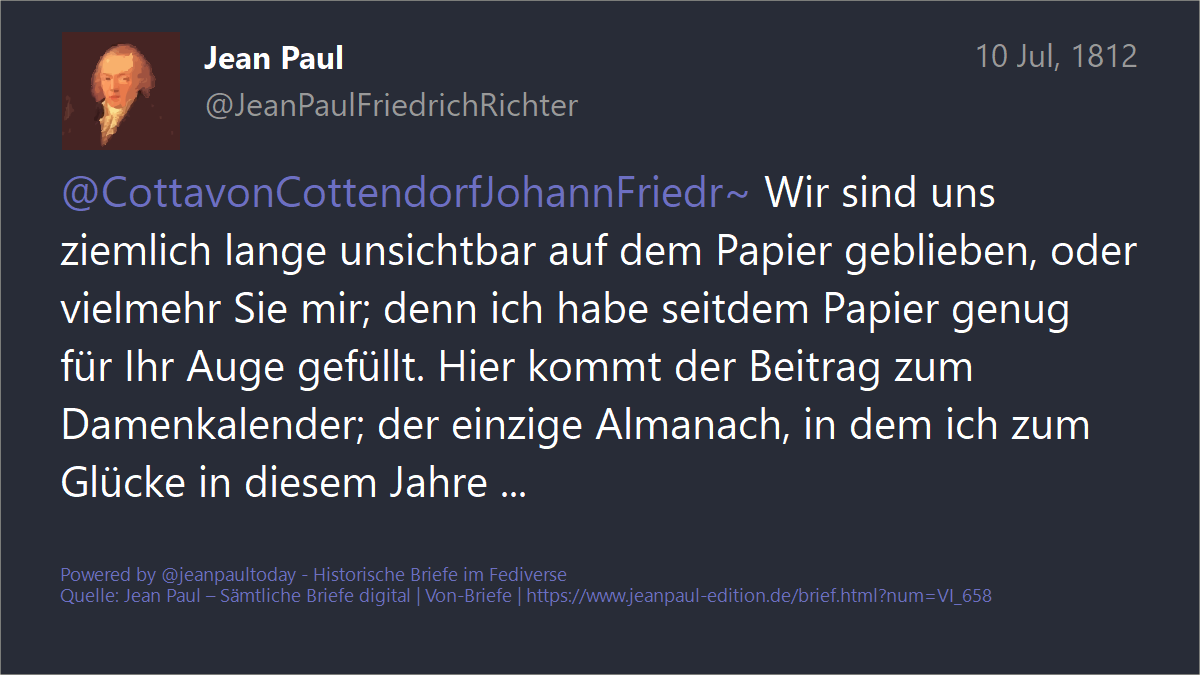 Jean Paul
10 Jul, 1812
@JeanPaulFriedrichRichter
@CottavonCottendorfJohannFriedr~ Wir sind uns
ziemlich lange unsichtbar auf dem Papier geblieben, oder
vielmehr Sie mir; denn ich habe seitdem Papier genug
für Ihr Auge gefüllt. Hier kommt der Beitrag zum
Damenkalender; der einzige Almanach, in dem ich zum
Glücke in diesem Jahre ...
Powered by @jeanpaultoday - Historische Briefe im Fediverse
Quelle: Jean Paul – Sämtliche Briefe digital | Von-Briefe | https://www.jeanpaul-edition.de/brief.html?num=VI_658